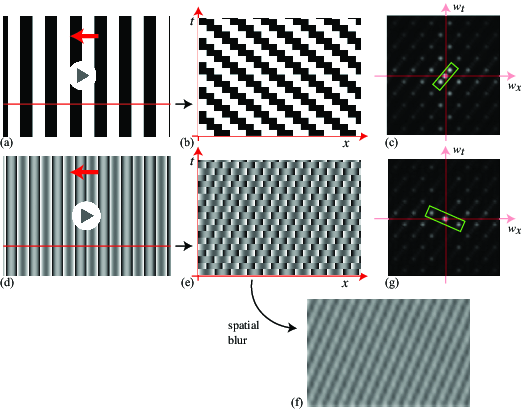 t
w_t
w_x
(a)
(b)
x
(c)
t
w_t
w_x
(d)
(e)
x
(g)
spatial
blur
(f)